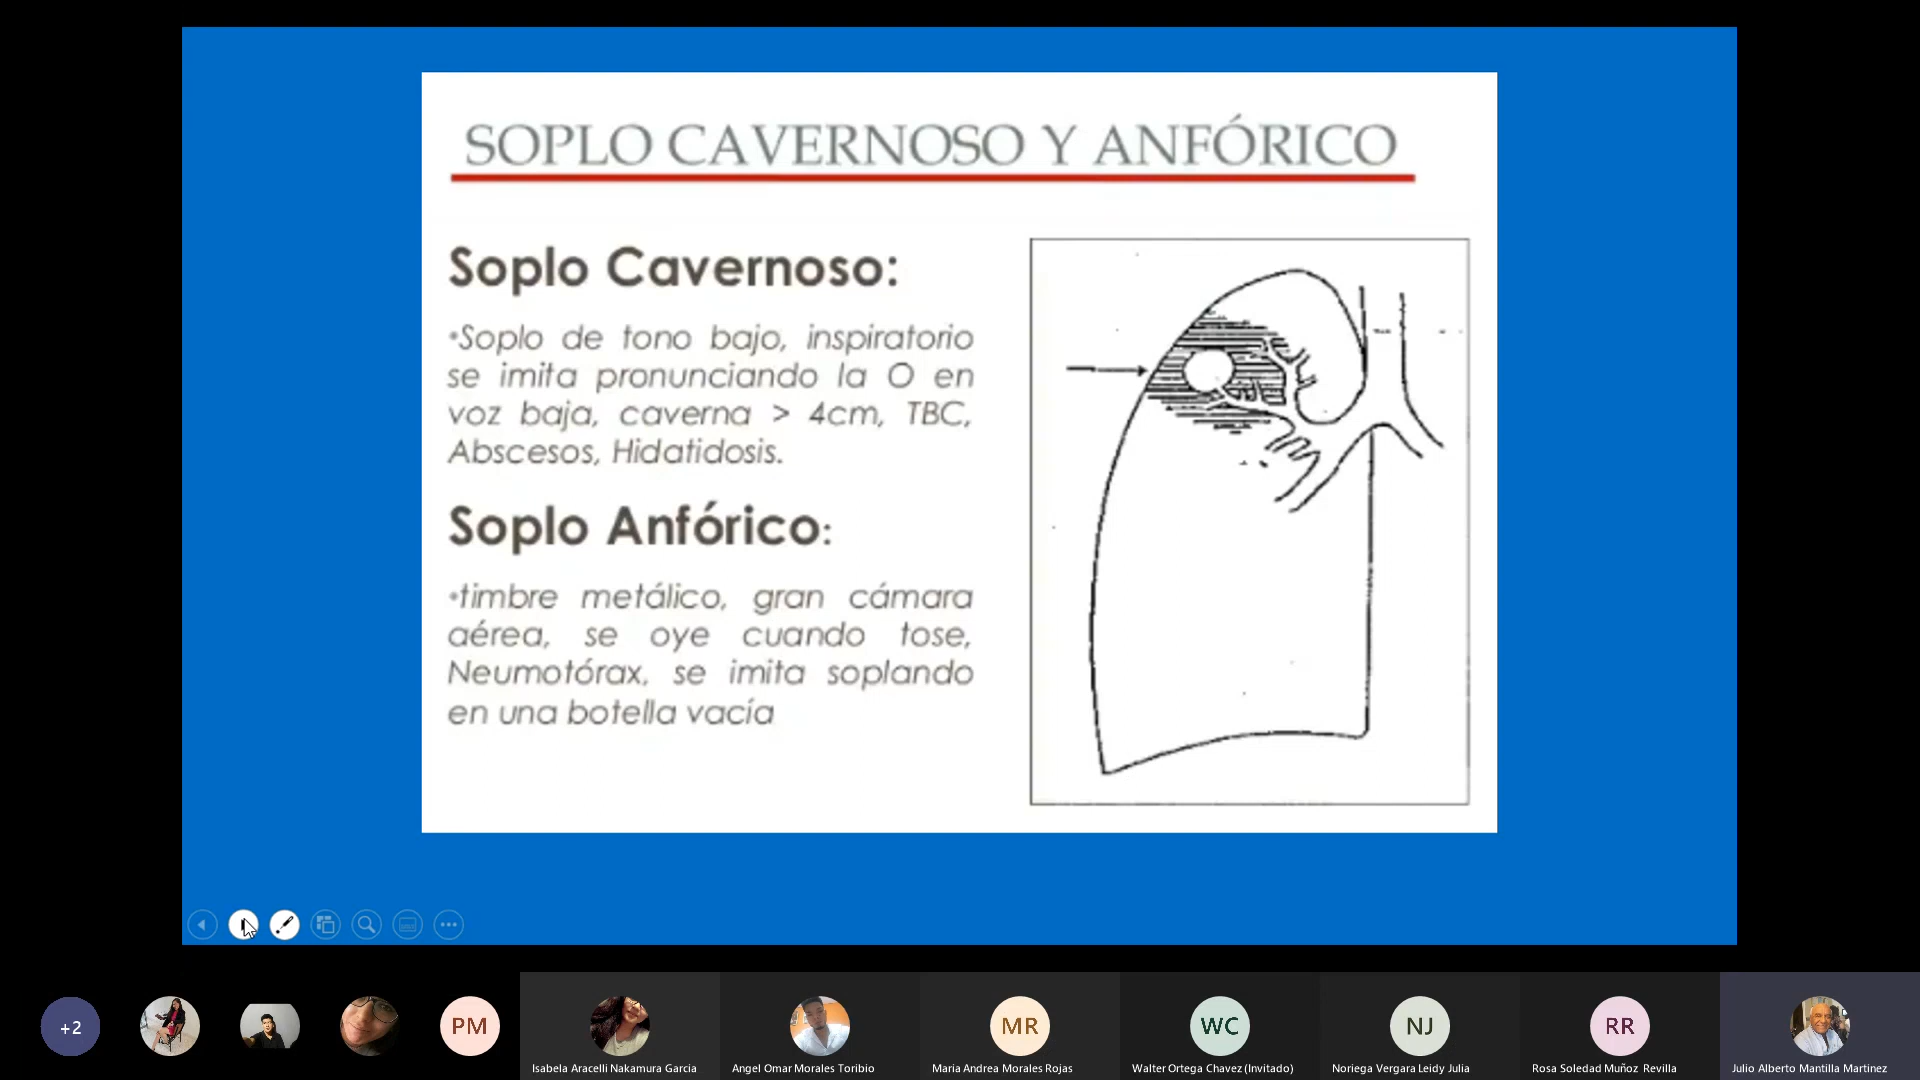 SOPLO CAVERNOSO Y ANFÓRICO
Soplo Cavernoso:
•Soplo de tono bajo, inspiratorio
se imita pronunciando la O en
voz baja, caverna > 4cm, TBC,
Abscesos, Hidatidosis.
Soplo Anfórico:
•timbre metálico, gran cámara
aérea, se oye cuando tose,
Neumotórax, se imita soplando
en una botella vacía
+2
PM
MR
WC
NJ
RR
Isabela Aracelli Nakamura Garcia
Angel Omar Morales Toribio
Maria Andrea Morales Rojas
Walter Ortega Chavez (Invitado)
Noriega Vergara Leidy Julia
Rosa Soledad Muñoz Revilla
Julio Alberto Mantilla Martinez